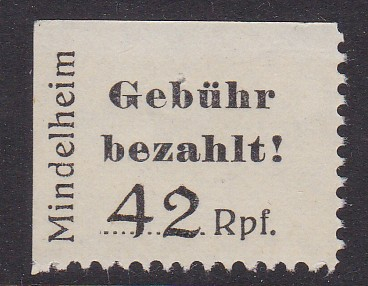 Mindelheim
Gebühr
bezahlt!
42 Rpf.